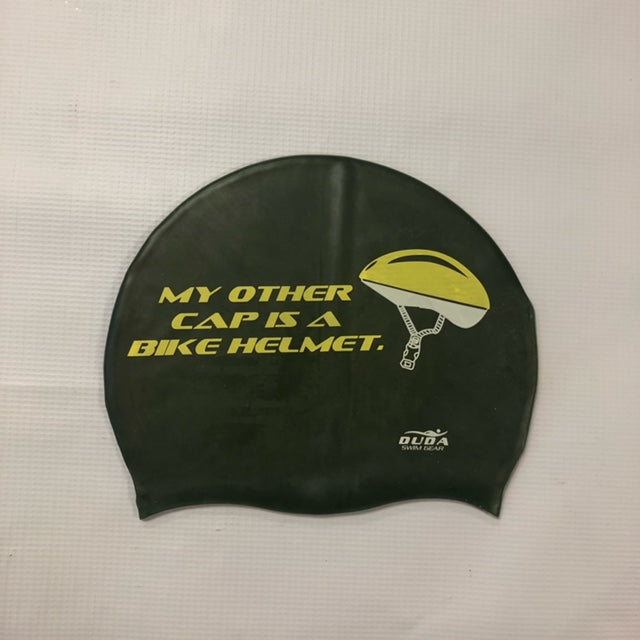 MY OTHER
CAP IS A
BIKE HELMET.
DUDA
SWIM GEAR